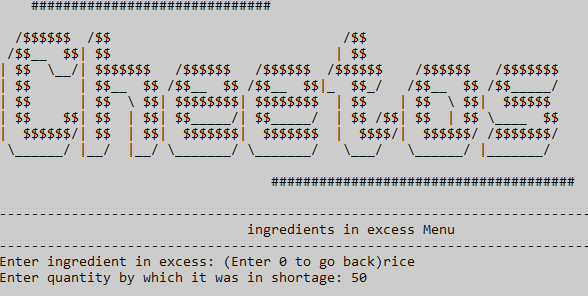 Cheetos
ingredients in excess Menu
Enter ingredient in excess: (Enter 0 to go back)rice
Enter quantity by which it was in shortage: 50